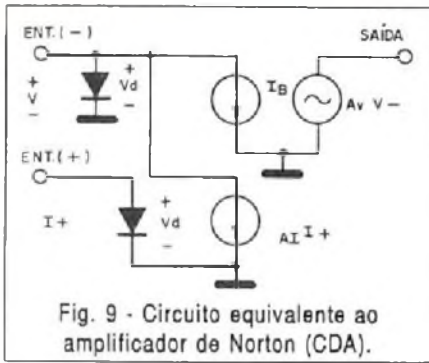 ENT.(-)
SAÍDA
+
V
-
+
Vd
-
IB
Av V-
ENT.(+)
I+
+
Vd
-
AI I+
Fig. 9 - Circuito equivalente ao
amplificador de Norton (CDA).